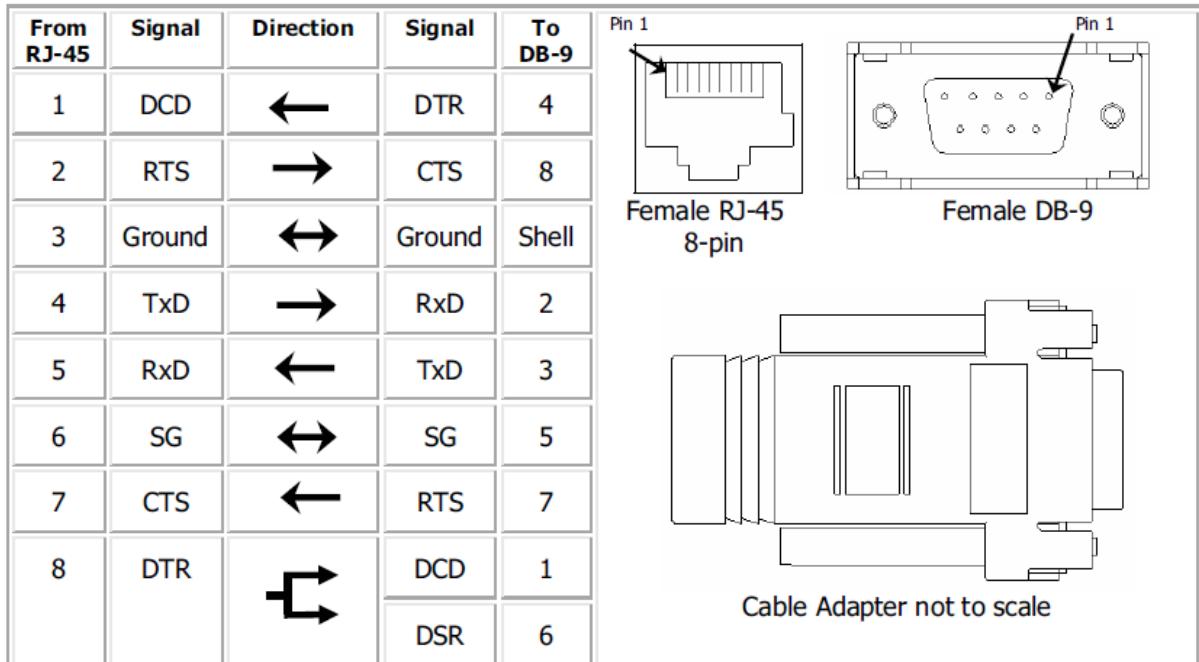 From RJ-45 Signal Direction Signal To DB-9
1 DCD DTR 4
2 RTS CTS 8
3 Ground Ground Shell
4 TxD RxD 2
5 RxD TxD 3
6 SG SG 5
7 CTS RTS 7
8 DTR DCD 1
DSR 6
Pin 1
Pin 1
Female RJ-45
8-pin
Female DB-9
Cable Adapter not to scale